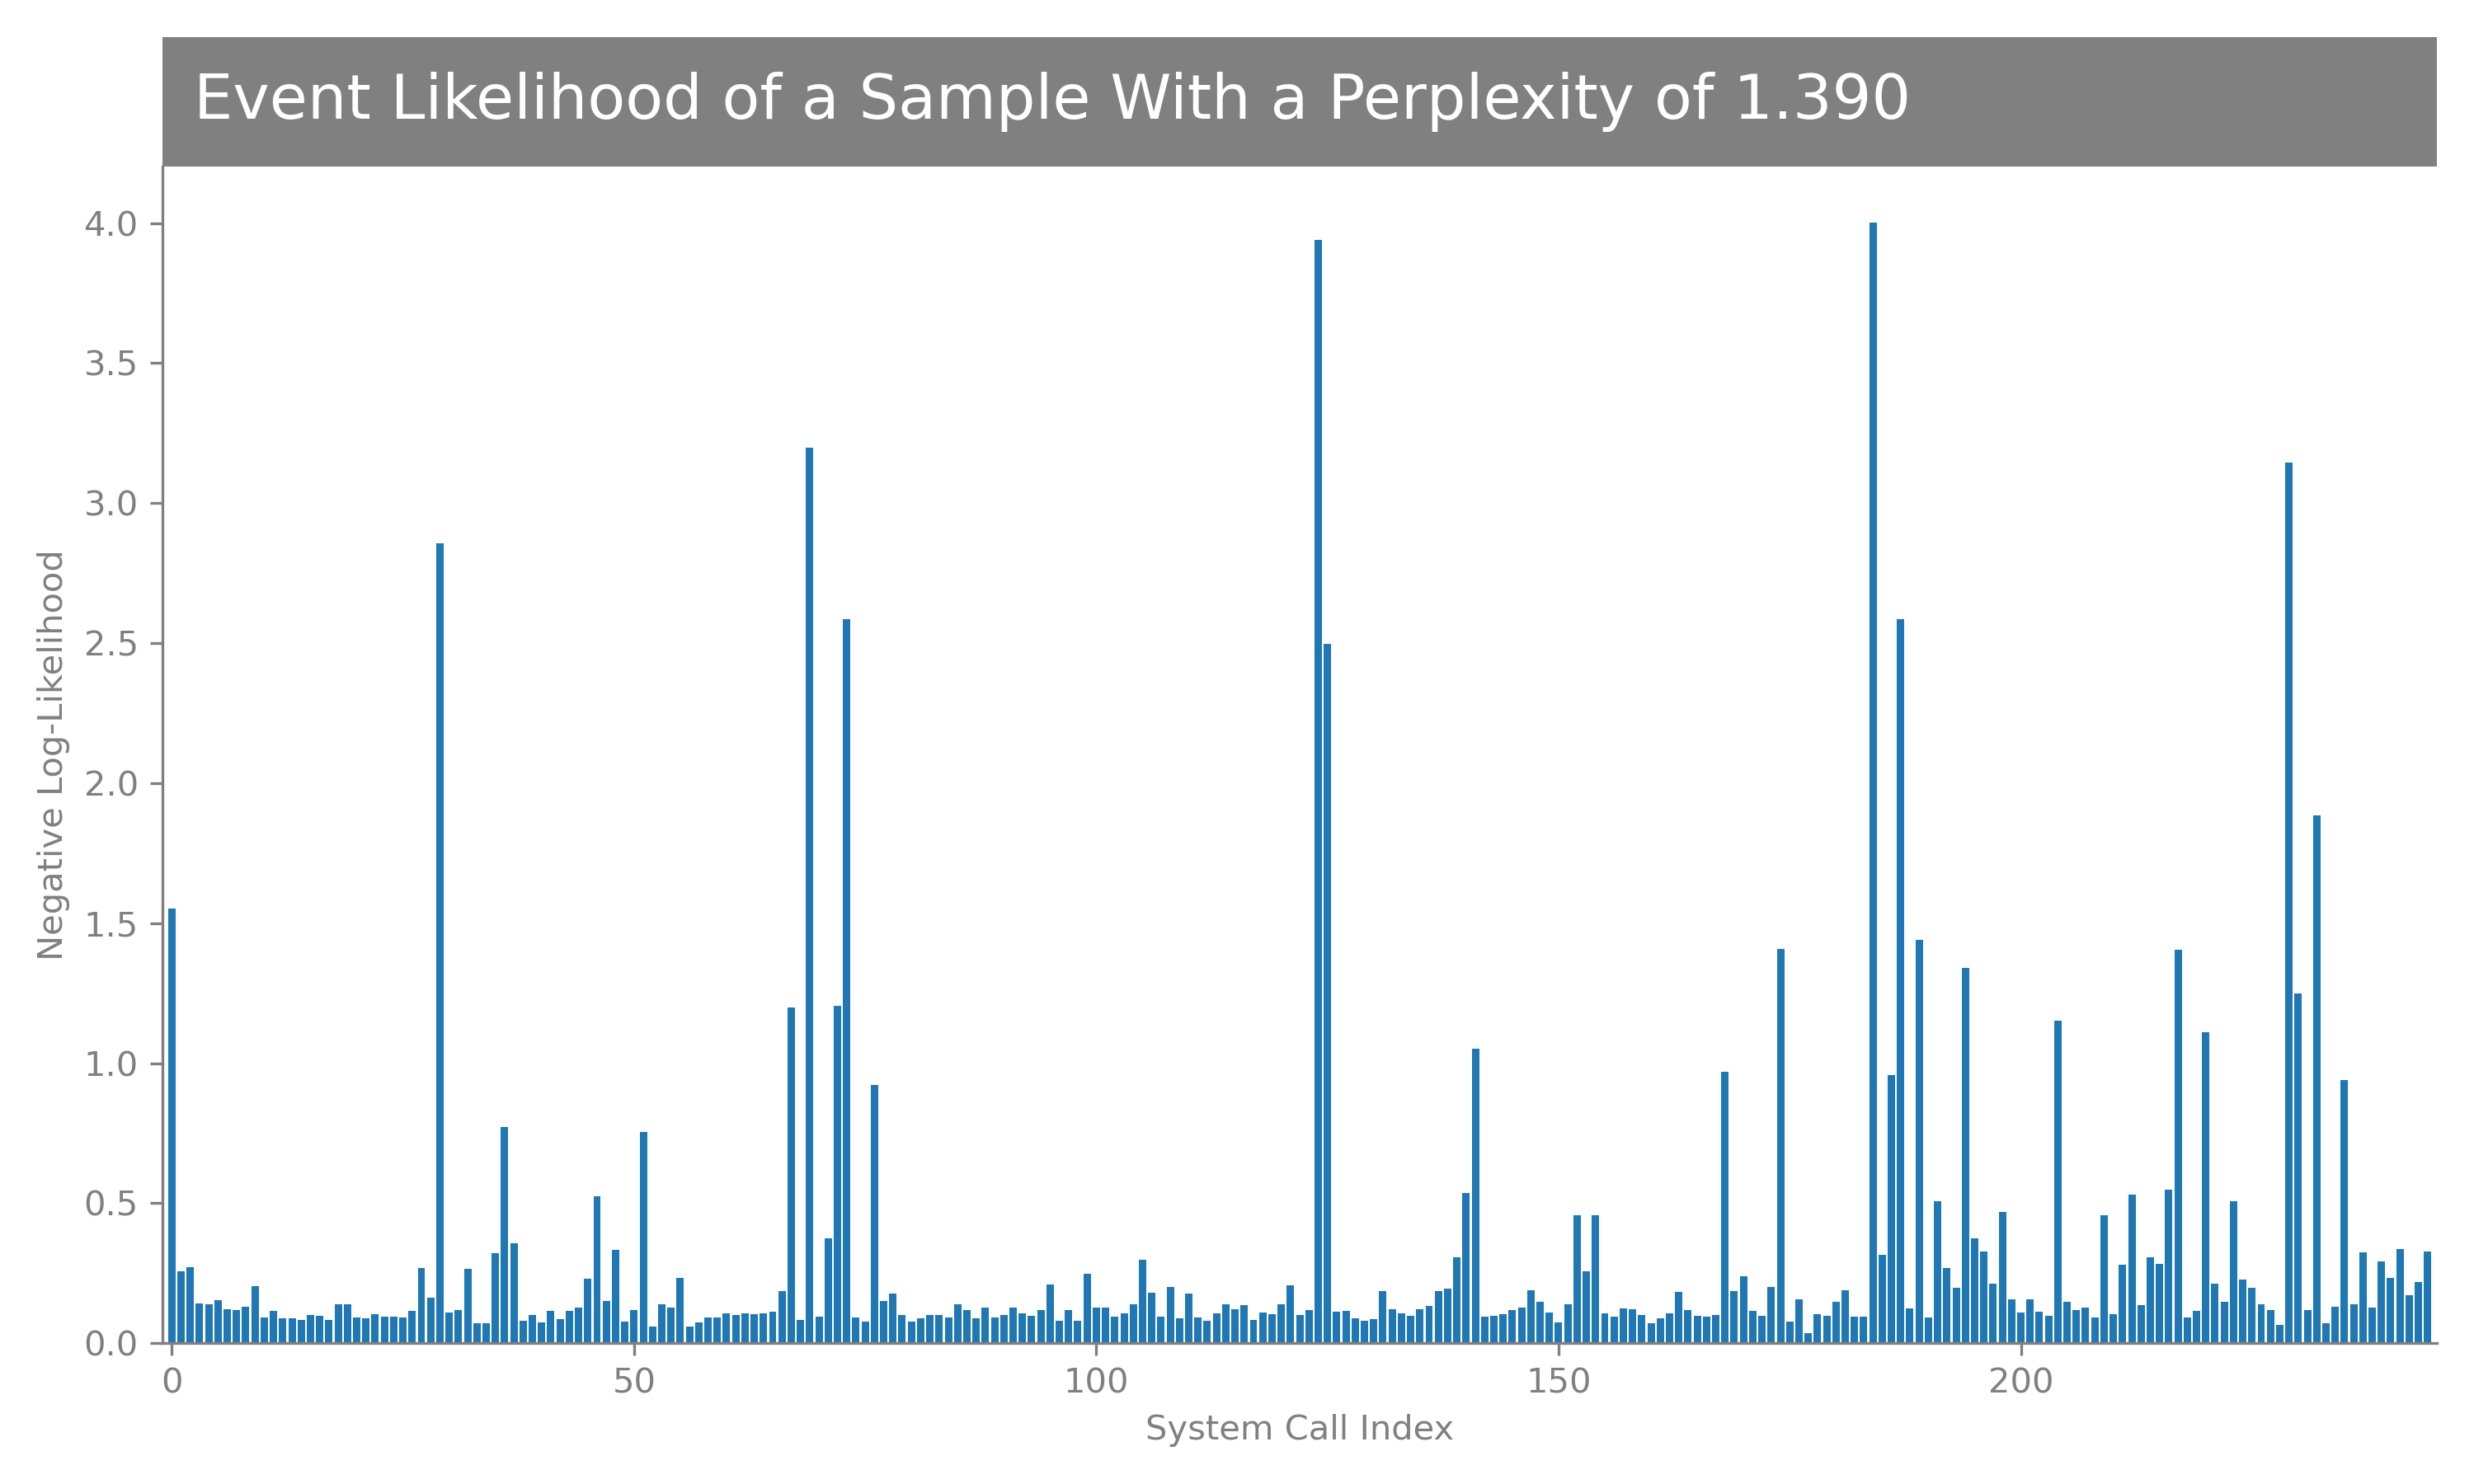 Event Likelihood of a Sample With a Perplexity of 1.390
4.0
3.5
3.0
2.5
2.0
1.5
1.0
0.5
0.0
Negative Log-Likelihood
0 50 100 150 200
System Call Index